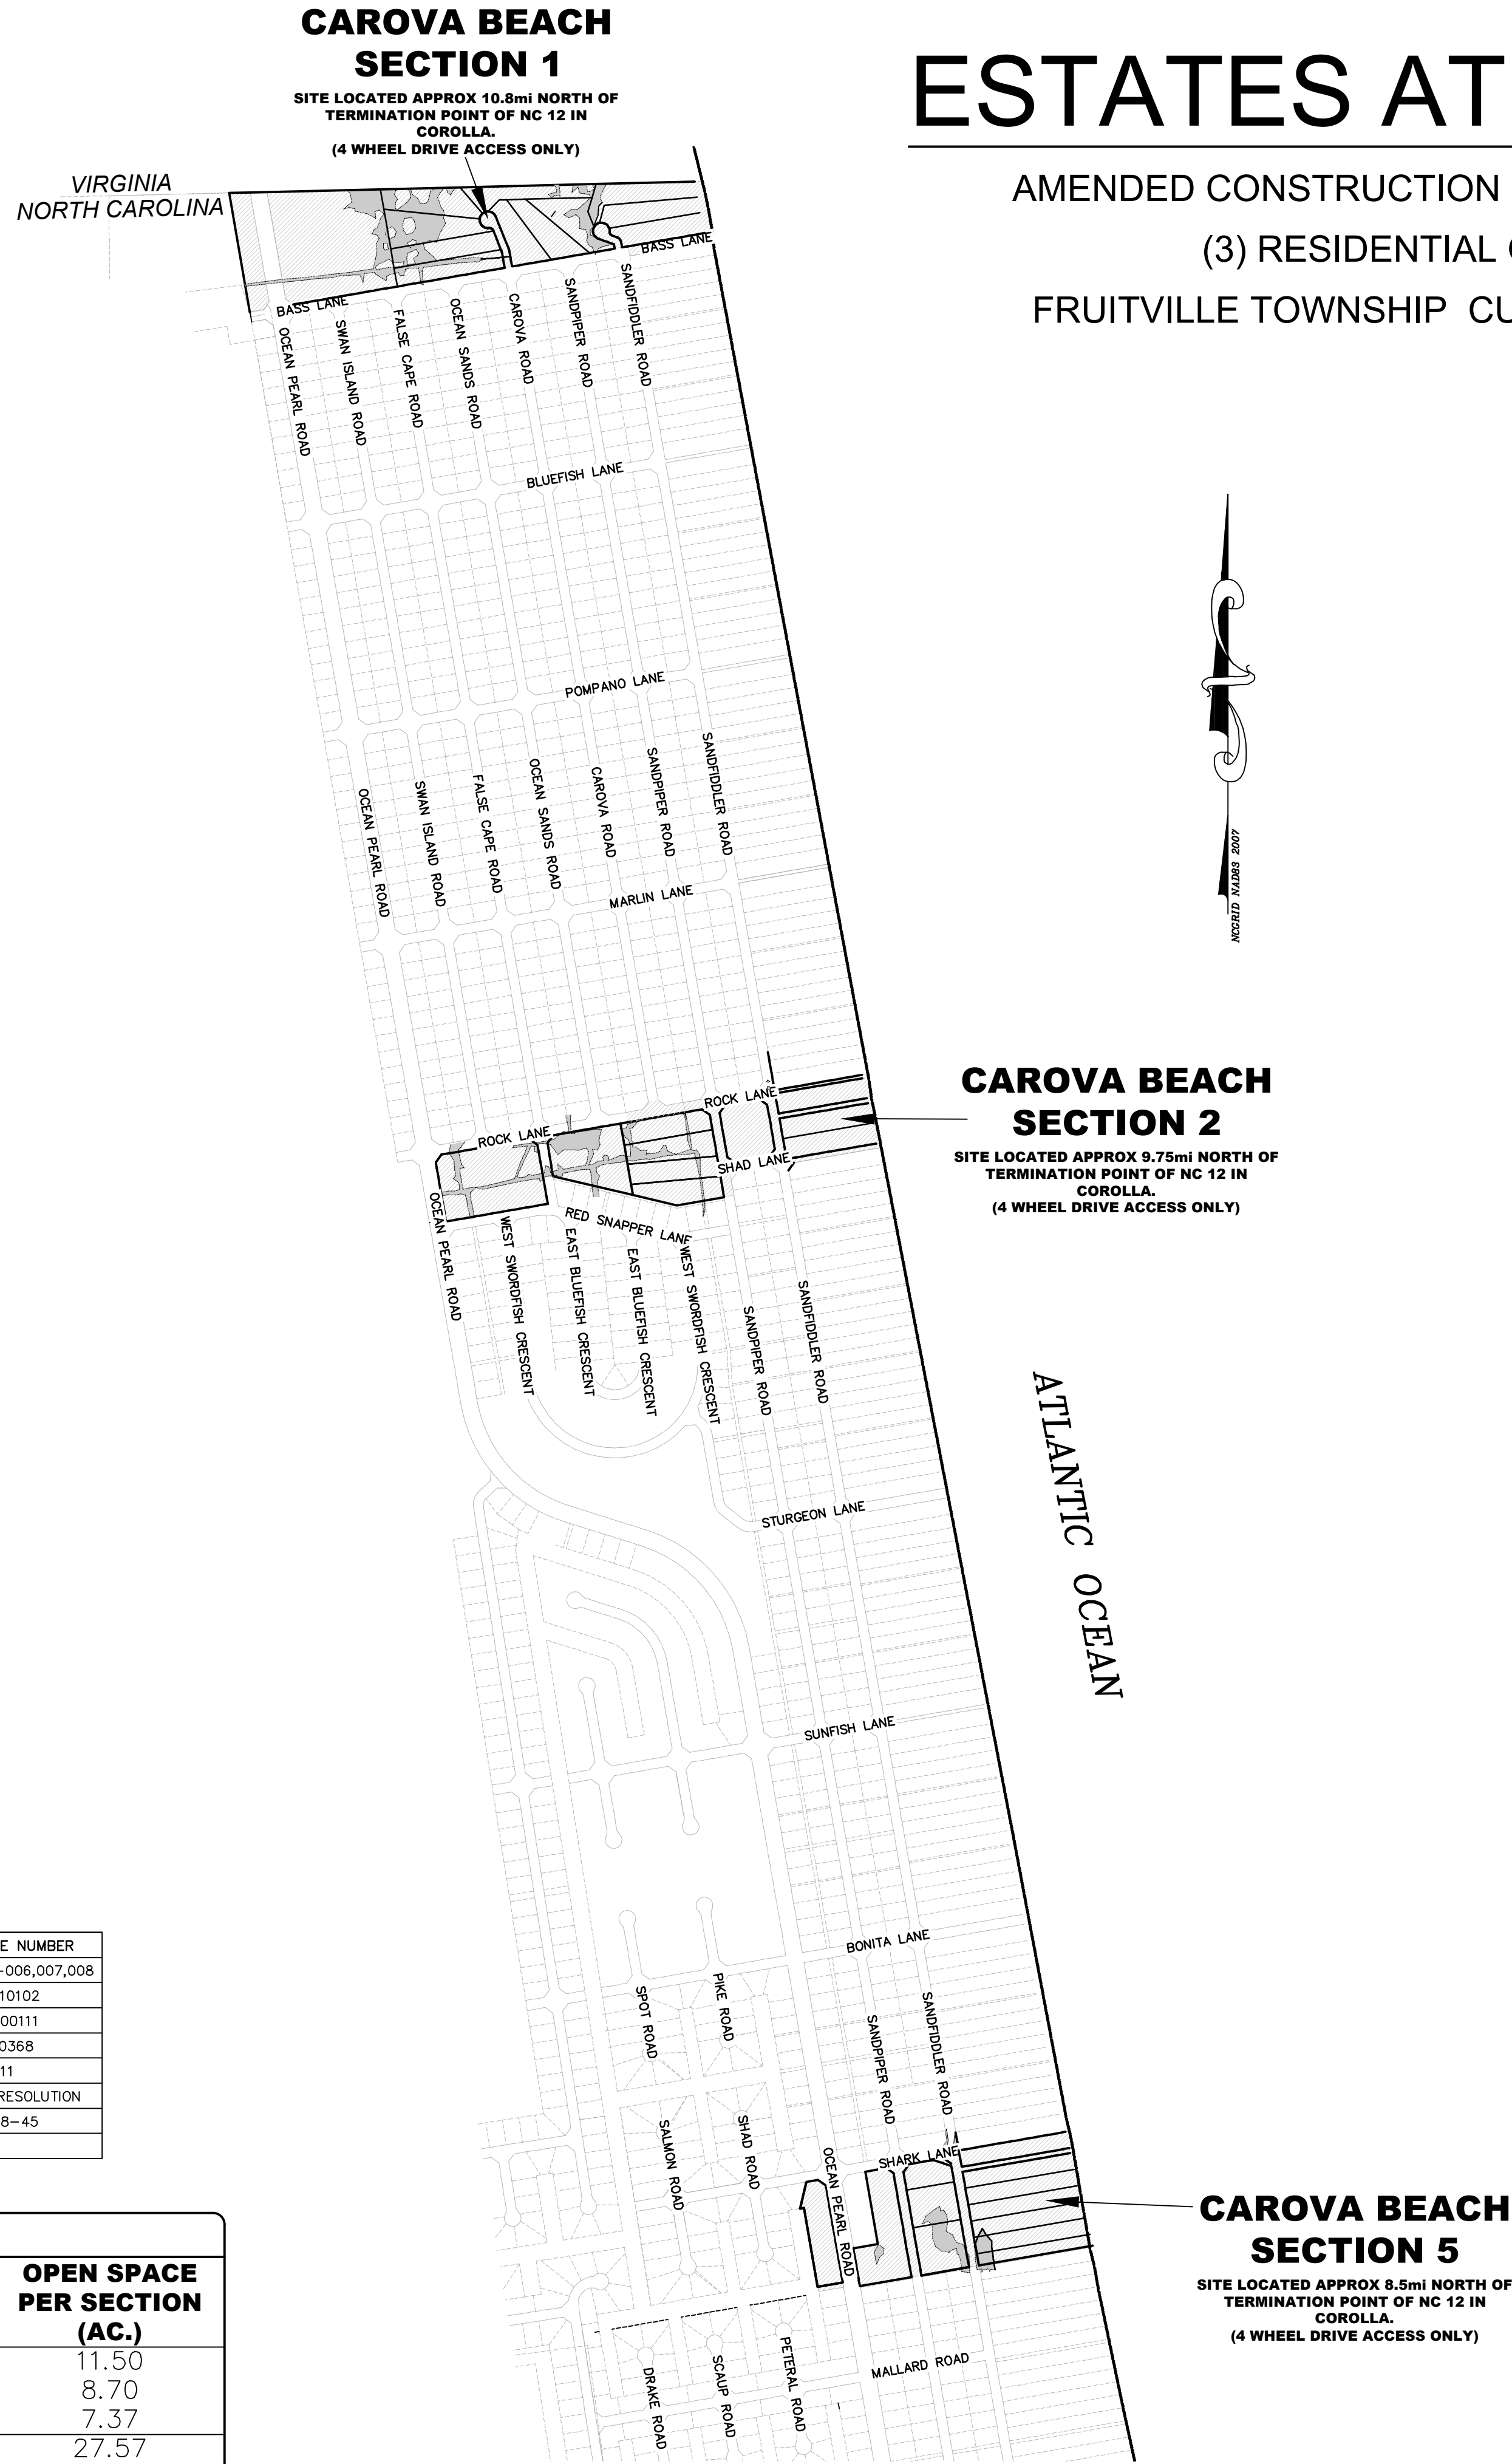 CAROVA BEACH
SECTION 1
SITE LOCATED APPROX 10.8mi NORTH OF
TERMINATION POINT OF NC 12 IN
COROLLA.
(4 WHEEL DRIVE ACCESS ONLY)
ESTATES AT
AMENDED CONSTRUCTION
(3) RESIDENTIAL
FRUITVILLE TOWNSHIP CU
VIRGINIA
NORTH CAROLINA
BASS LANE
BASS LANE
OCEAN PEARL ROAD
SWAN ISLAND ROAD
FALSE CAPE ROAD
OCEAN SANDS ROAD
CAROVA ROAD
SANDPIPER ROAD
SANDFIDDLER ROAD
BLUEFISH LANE
POMPANO LANE
OCEAN PEARL ROAD
SWAN ISLAND ROAD
FALSE CAPE ROAD
OCEAN SANDS ROAD
CAROVA ROAD
SANDPIPER ROAD
SANDFIDDLER ROAD
MARLIN LANE
NCGRID NAD83 2007
ROCK LANE
ROCK LANE
SHAD LANE
CAROVA BEACH
SECTION 2
SITE LOCATED APPROX 9.75mi NORTH OF
TERMINATION POINT OF NC 12 IN
COROLLA.
(4 WHEEL DRIVE ACCESS ONLY)
RED SNAPPER LANE
OCEAN PEARL ROAD
WEST SWORDFISH CRESCENT
EAST BLUEFISH CRESCENT
EAST BLUEFISH CRESCENT
WEST SWORDFISH CRESCENT
SANDPIPER ROAD
SANDFIDDLER ROAD
ATLANTIC OCEAN
STURGEON LANE
SUNFISH LANE
BONITA LANE
SPOT ROAD
PIKE ROAD
SANDPIPER ROAD
SANDFIDDLER ROAD
SALMON ROAD
SHAD ROAD
OCEAN PEARL ROAD
SHARK LANE
CAROVA BEACH
SECTION 5
SITE LOCATED APPROX 8.5mi NORTH OF
TERMINATION POINT OF NC 12 IN
COROLLA.
(4 WHEEL DRIVE ACCESS ONLY)
DRAKE ROAD
SCAUP ROAD
PETERAL ROAD
MALLARD ROAD
E NUMBER
-006,007,008
10102
00111
0368
11
RESOLUTION
8-45
OPEN SPACE
PER SECTION
(AC.)
11.50
8.70
7.37
27.57